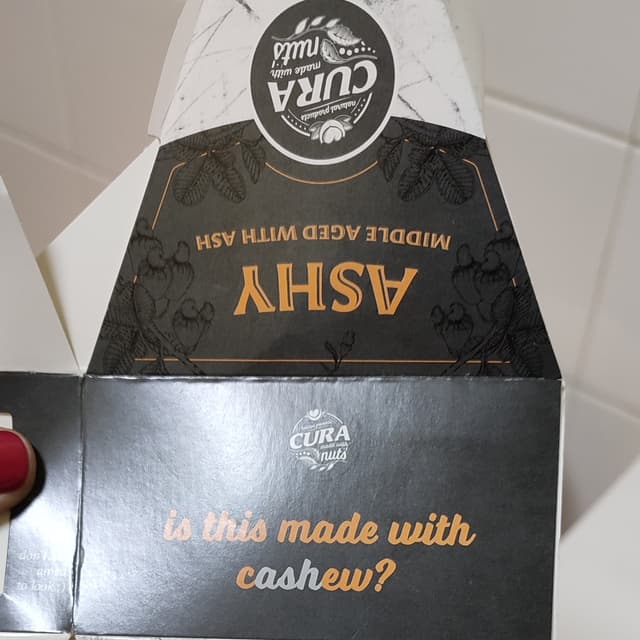 CURA
natural products
made with
nuts
ASHY
MIDDLE AGED WITH ASH
CURA
made with
nuts
is this made with
cashew?